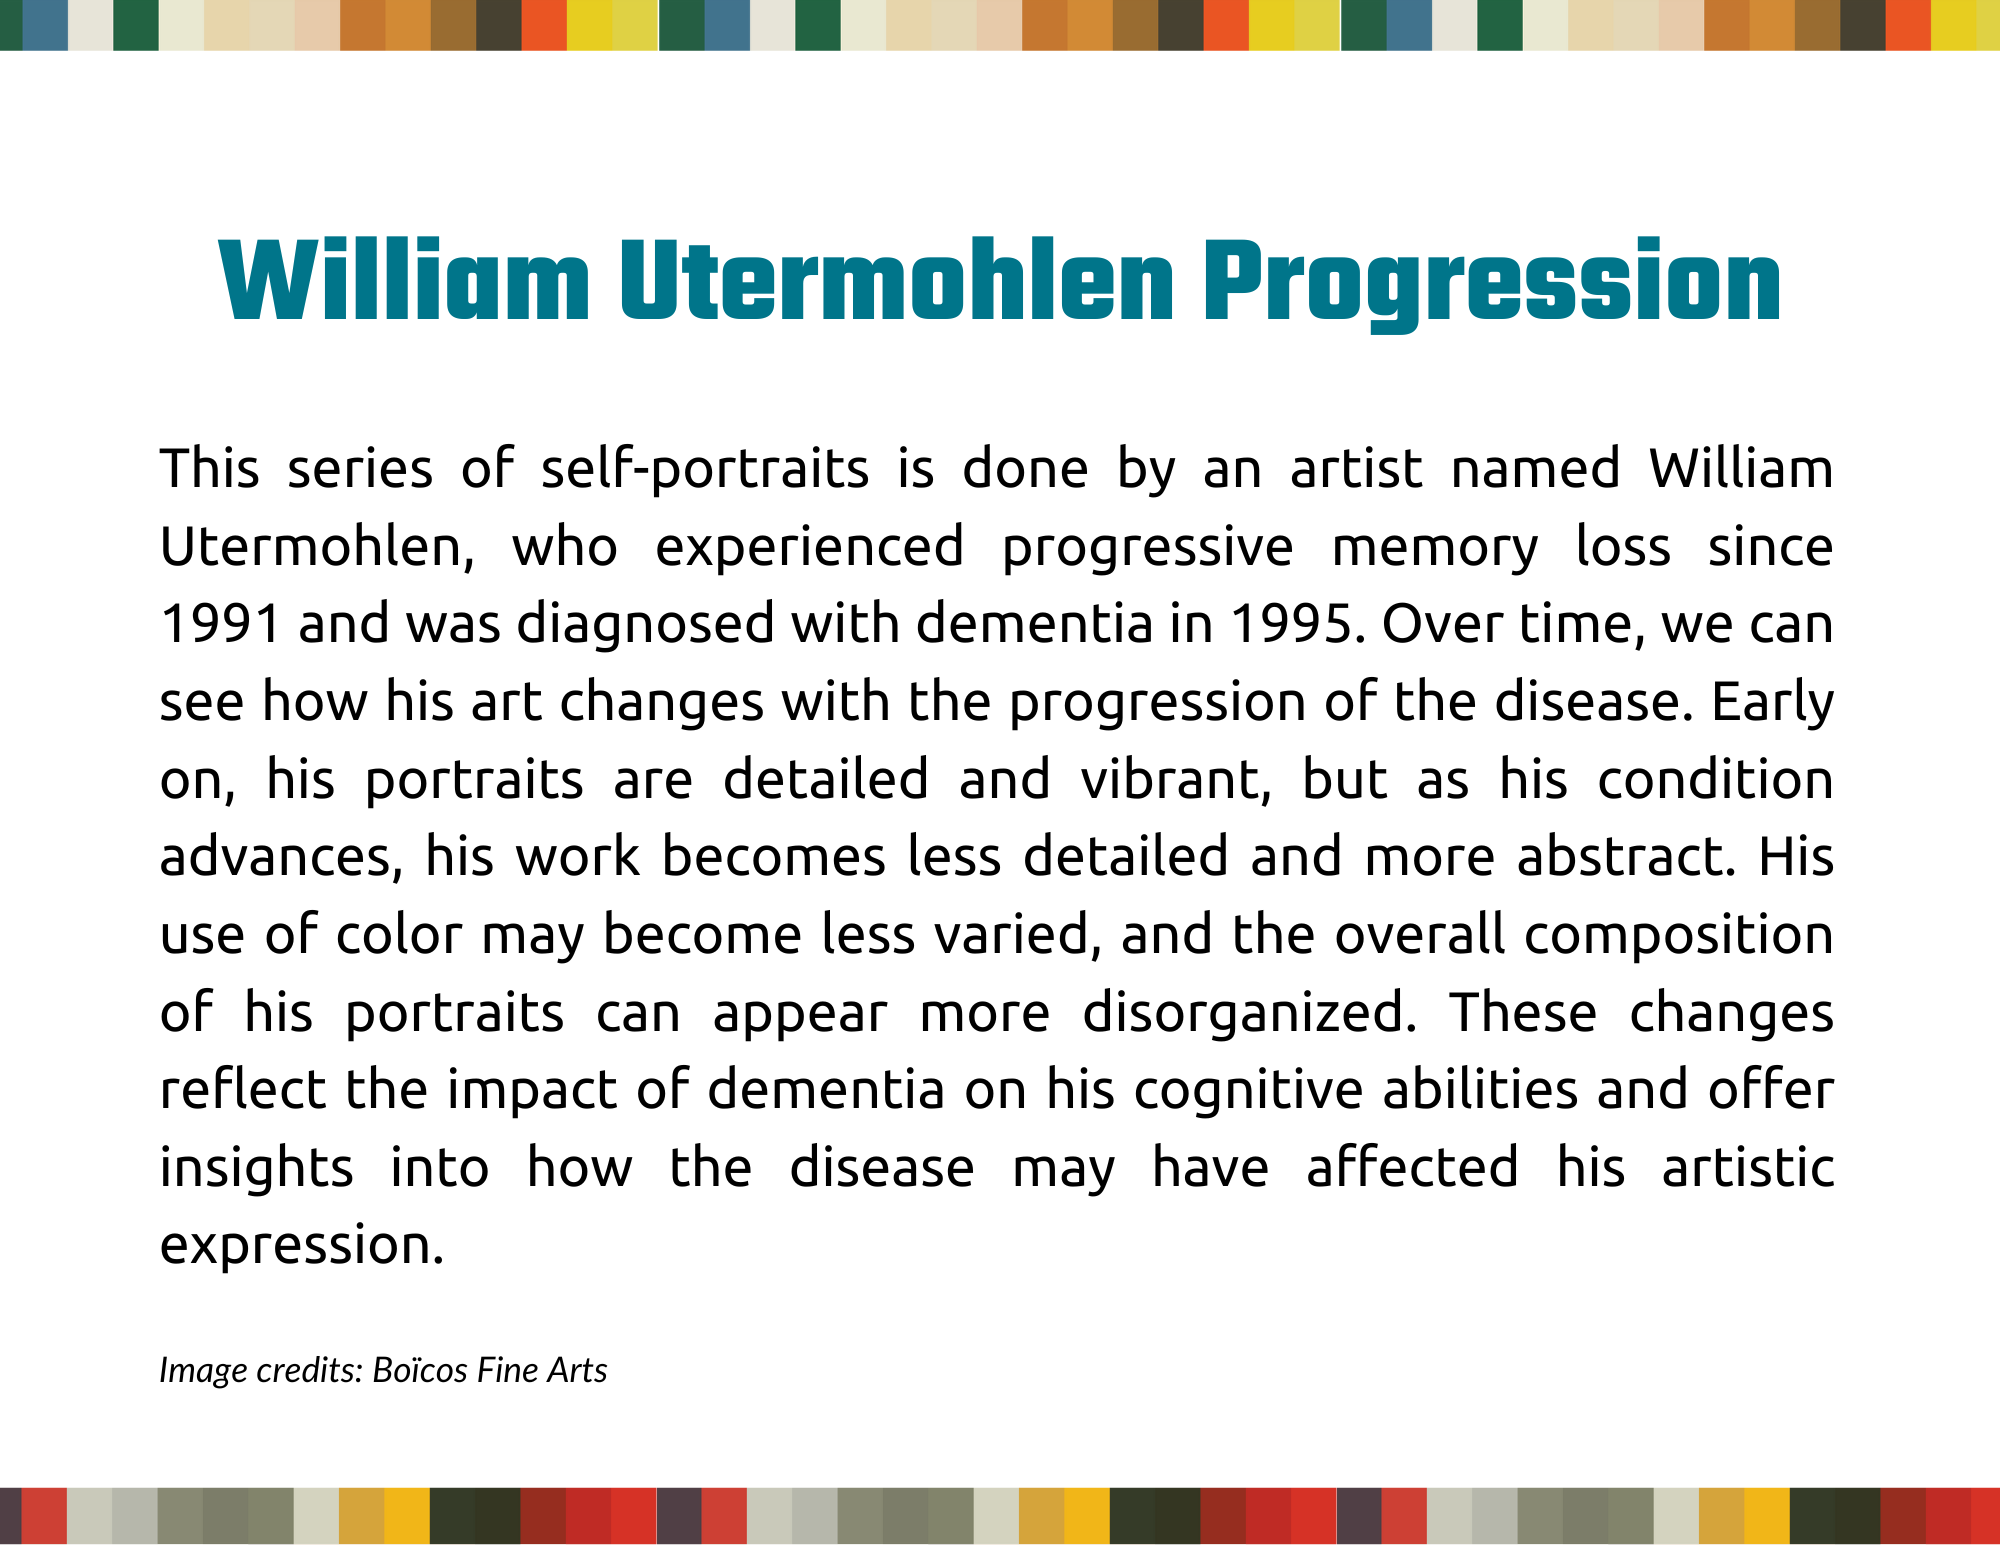 William Utermohlen Progression
This series of self-portraits is done by an artist named William
Utermohlen, who experienced progressive memory loss since
1991 and was diagnosed with dementia in 1995. Over time, we can
see how his art changes with the progression of the disease. Early
on, his portraits are detailed and vibrant, but as his condition
advances, his work becomes less detailed and more abstract. His
use of color may become less varied, and the overall composition
of his portraits can appear more disorganized. These changes
reflect the impact of dementia on his cognitive abilities and offer
insights into how the disease may have affected his artistic
expression.
Image credits: Boïcos Fine Arts